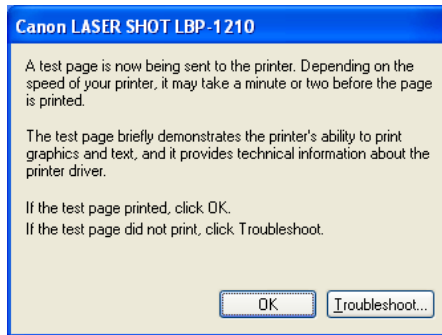 Canon LASER SHOT LBP-1210
A test page is now being sent to the printer. Depending on the
speed of your printer, it may take a minute or two before the page
is printed.
The test page briefly demonstrates the printer's ability to print
graphics and text, and it provides technical information about the
printer driver.
If the test page printed, click OK.
If the test page did not print, click Troubleshoot.
OK
Troubleshoot...